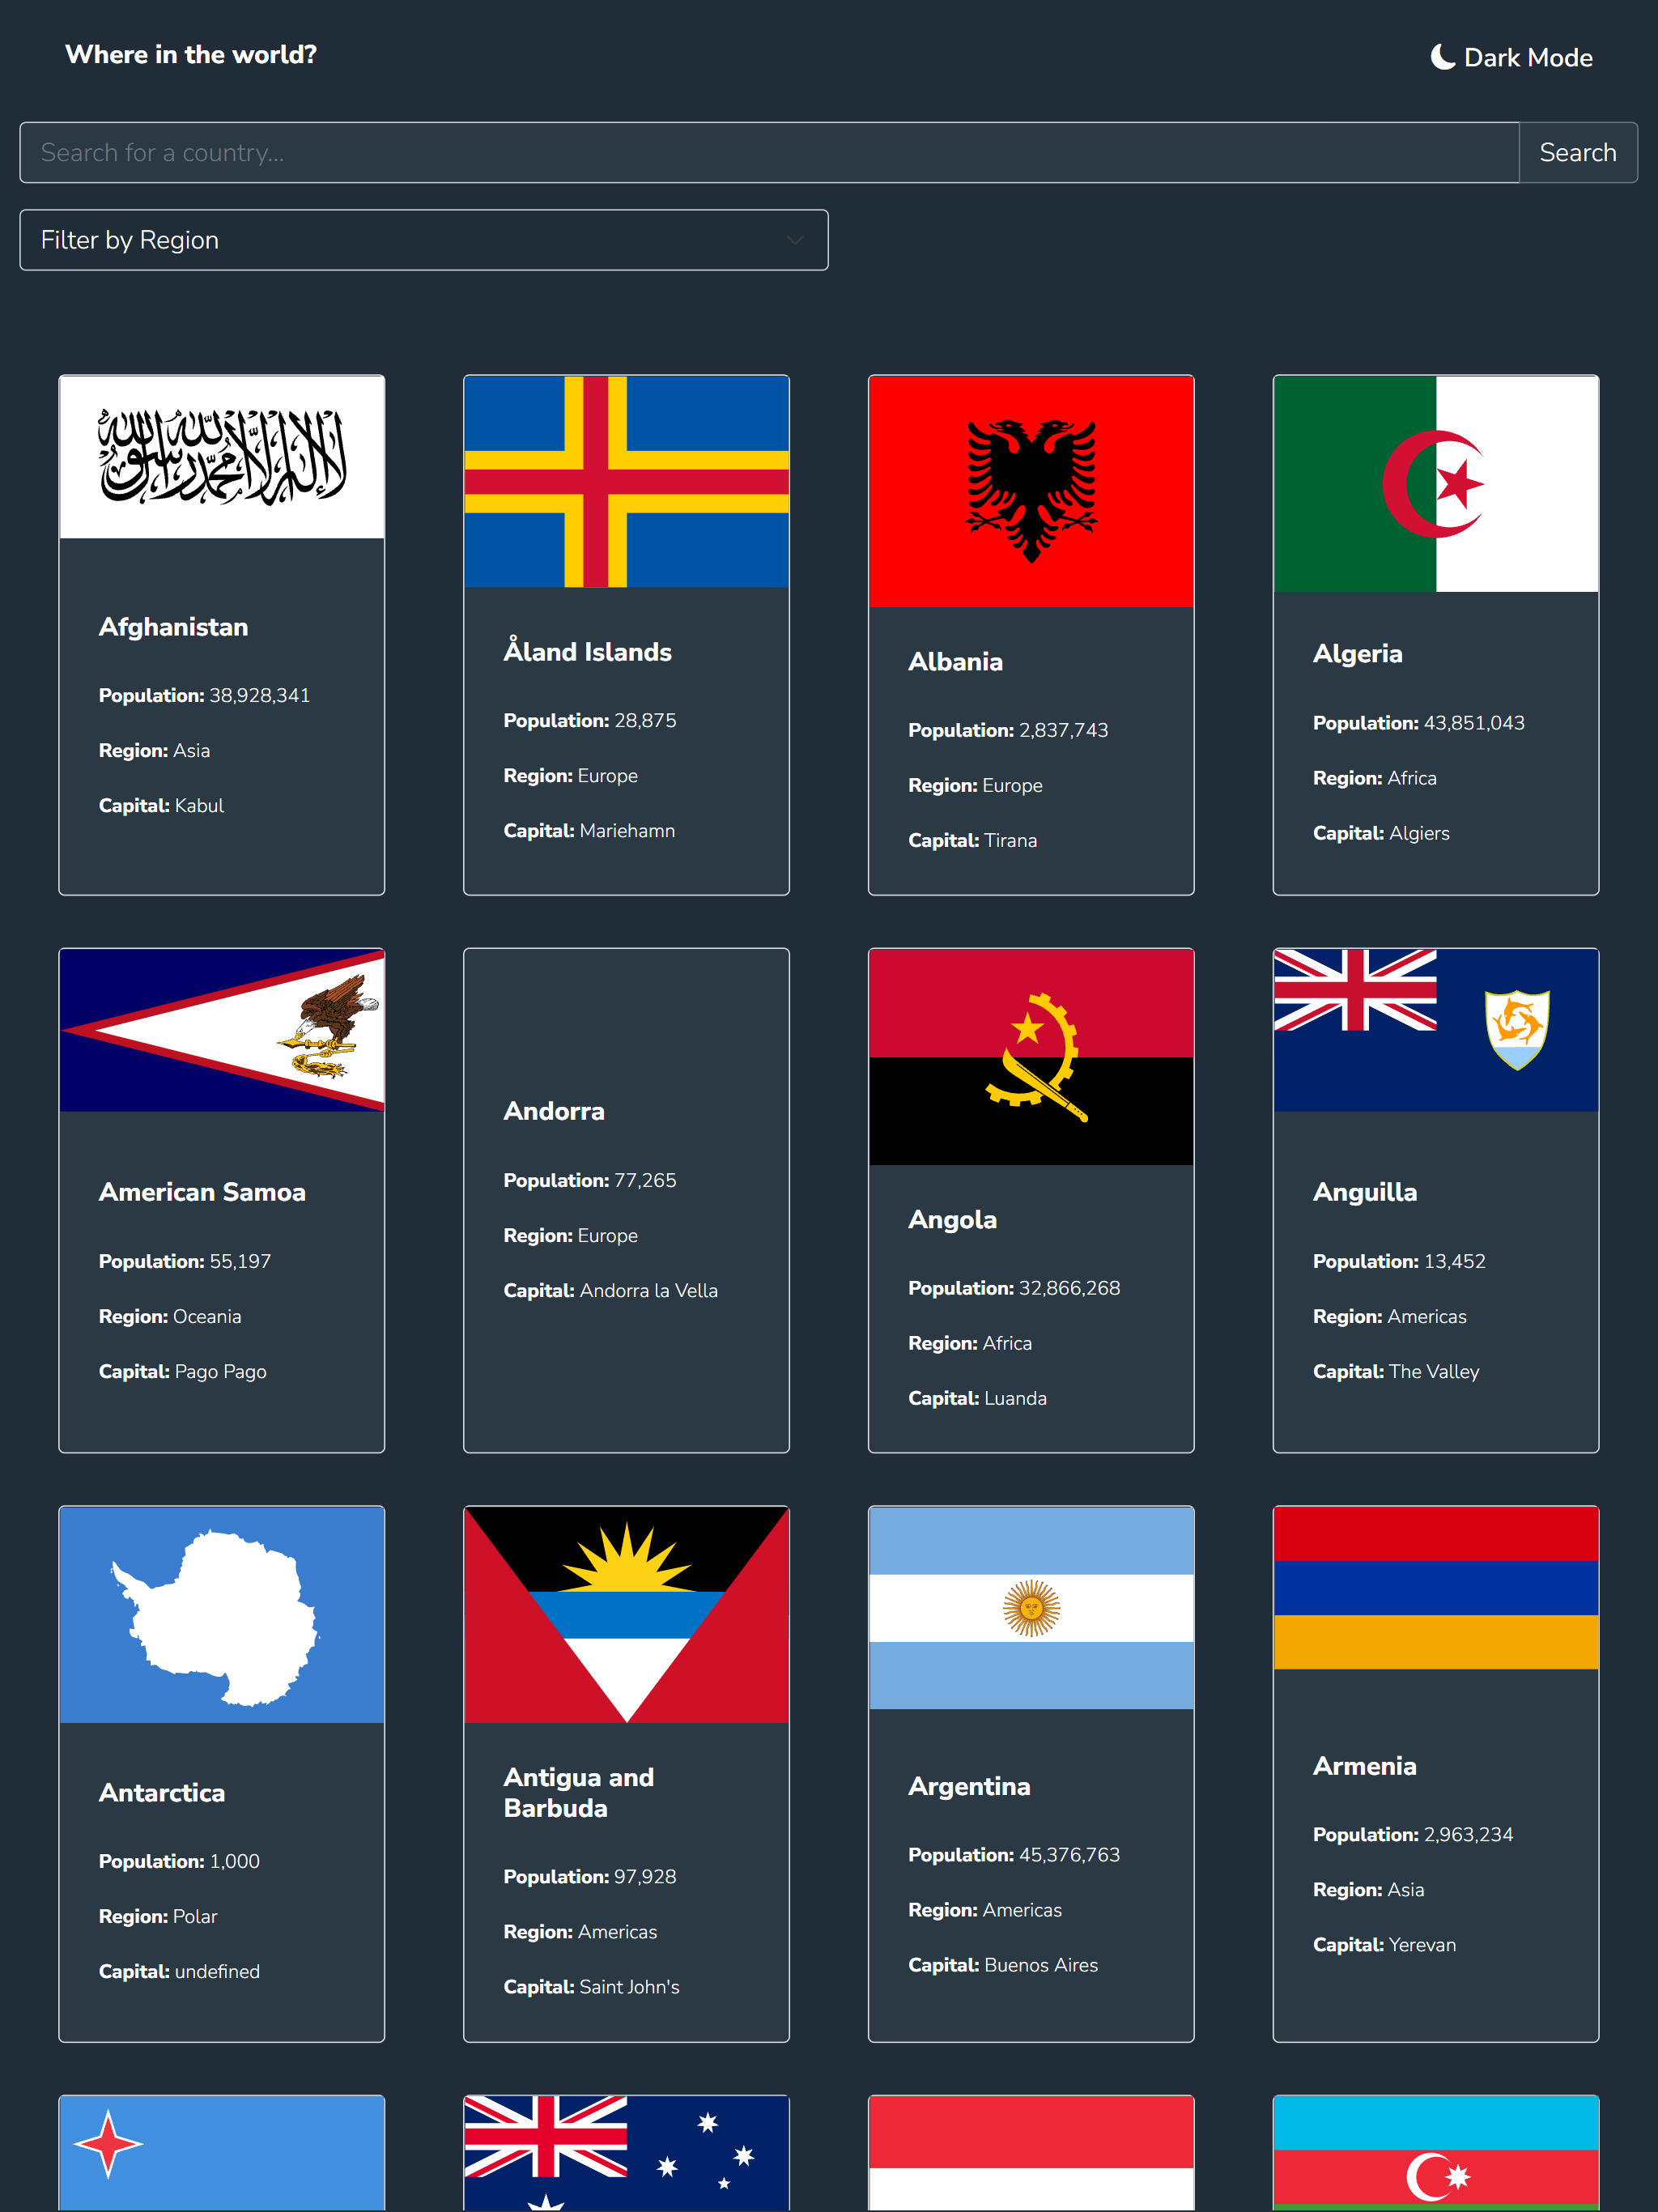 Where in the world?
Dark Mode
Search for a country...
Search
Filter by Region
لا إله إلا الله محمد رسول الله
Afghanistan
Population: 38,928,341
Region: Asia
Capital: Kabul
Åland Islands
Population: 28,875
Region: Europe
Capital: Mariehamn
Albania
Population: 2,837,743
Region: Europe
Capital: Tirana
Algeria
Population: 43,851,043
Region: Africa
Capital: Algiers
American Samoa
Population: 55,197
Region: Oceania
Capital: Pago Pago
Andorra
Population: 77,265
Region: Europe
Capital: Andorra la Vella
Angola
Population: 32,866,268
Region: Africa
Capital: Luanda
Anguilla
Population: 13,452
Region: Americas
Capital: The Valley
Antarctica
Population: 1,000
Region: Polar
Capital: undefined
Antigua and
Barbuda
Population: 97,928
Region: Americas
Capital: Saint John's
Argentina
Population: 45,376,763
Region: Americas
Capital: Buenos Aires
Armenia
Population: 2,963,234
Region: Asia
Capital: Yerevan